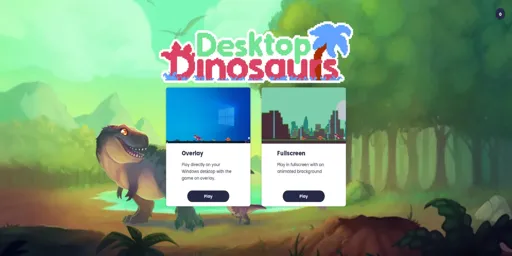 Desktop
Dinosaurs
Overlay
Play directly on your
Windows desktop with the
game on overlay.
Play
Fullscreen
Play in fullscreen with an
animated background
Play